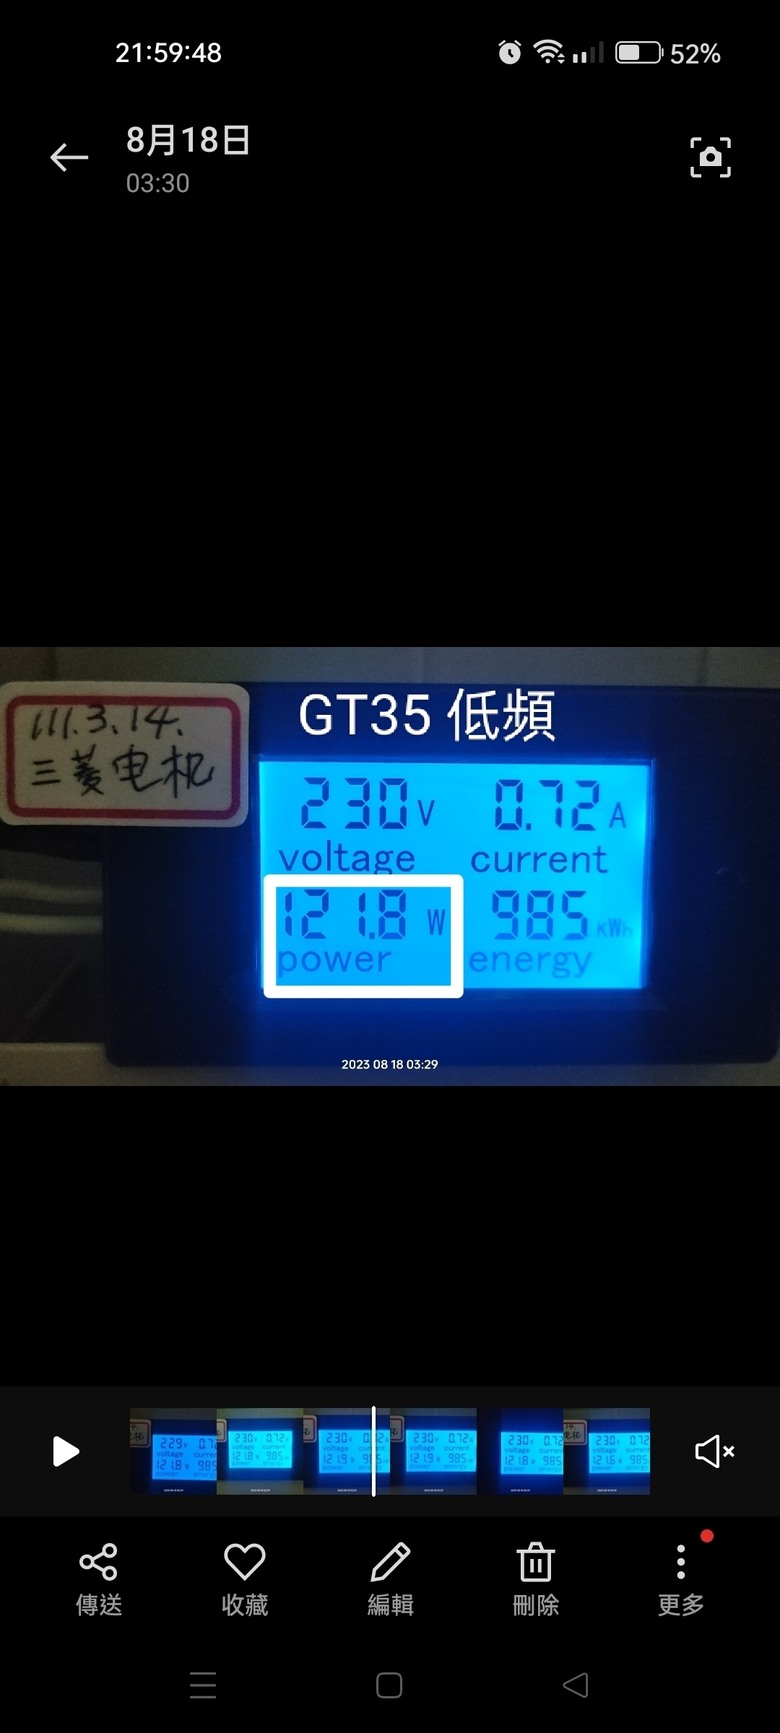 21:59:48
52%
8月18日
03:30
111.3.14.
三菱电机
GT35 低頻
230V 0.72A
voltage current
121.8 W 985 KWh
power energy
2023 08 18 03:29
傳送 收藏 編輯 刪除 更多